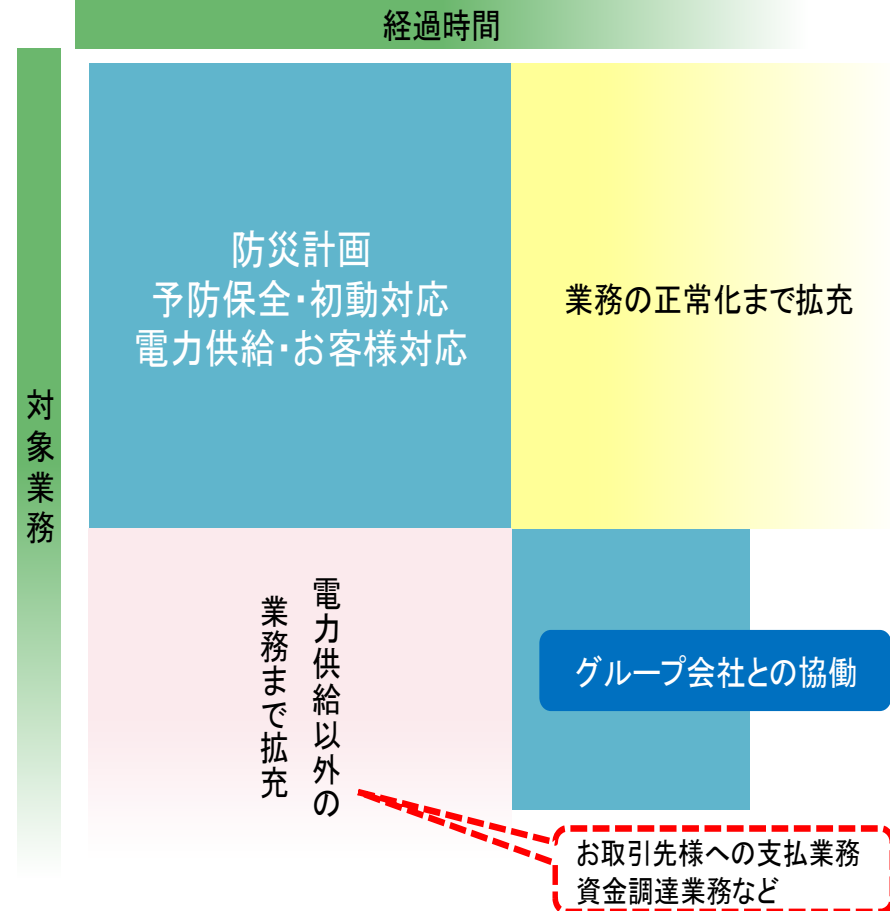 経過時間
対象業務
防災計画
予防保全・初動対応
電力供給・お客様対応
業務の正常化まで拡充
電力供給以外の
業務まで拡充
グループ会社との協働
お取引先様への支払業務
資金調達業務など